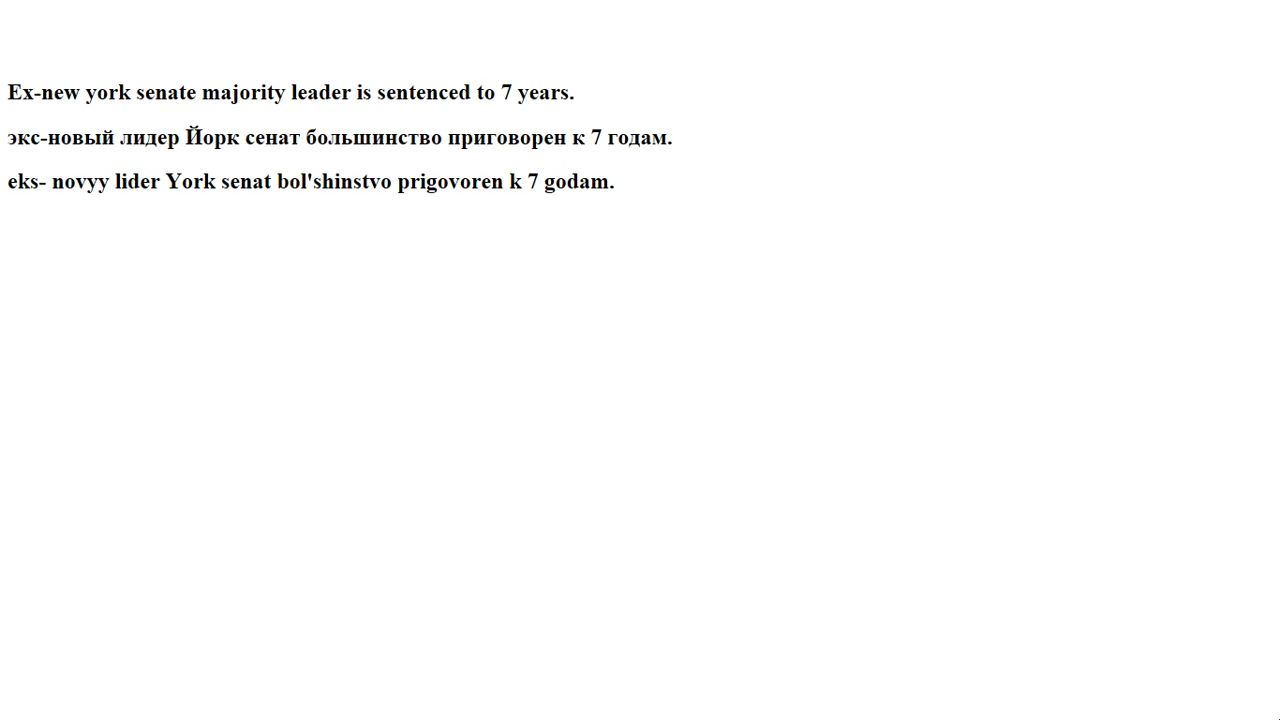 Ex-new york senate majority leader is sentenced to 7 years.
экс-новый лидер Йорк сенат большинство приговорен к 7 годам.
eks- novyy lider York senat bol'shinstvo prigovoren k 7 godam.